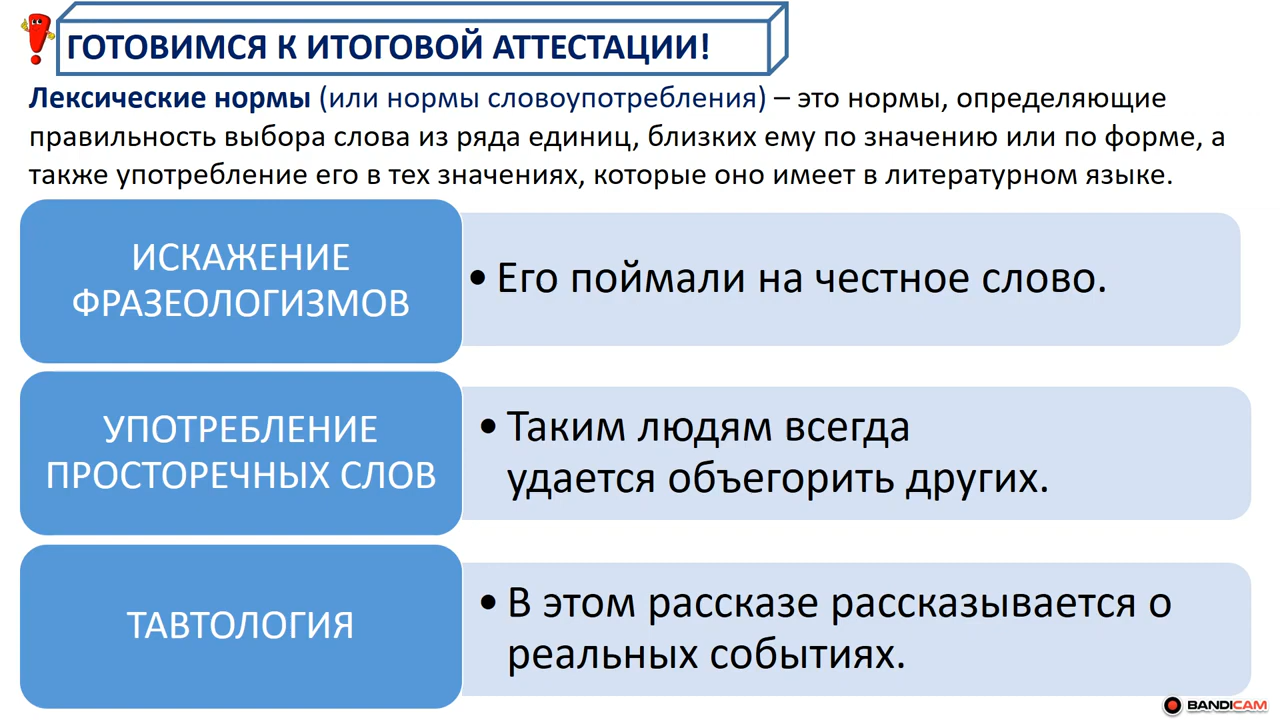 ГОТОВИМСЯ К ИТОГОВОЙ АТТЕСТАЦИИ!
Лексические нормы (или нормы словоупотребления) – это нормы, определяющие
правильность выбора слова из ряда единиц, близких ему по значению или по форме, а
также употребление его в тех значениях, которые оно имеет в литературном языке.
ИСКАЖЕНИЕ
ФРАЗЕОЛОГИЗМОВ
• Его поймали на честное слово.
УПОТРЕБЛЕНИЕ
ПРОСТОРЕЧНЫХ СЛОВ
• Таким людям всегда
удается объегорить других.
ТАВТОЛОГИЯ
• В этом рассказе рассказывается о
реальных событиях.
BANDICAM